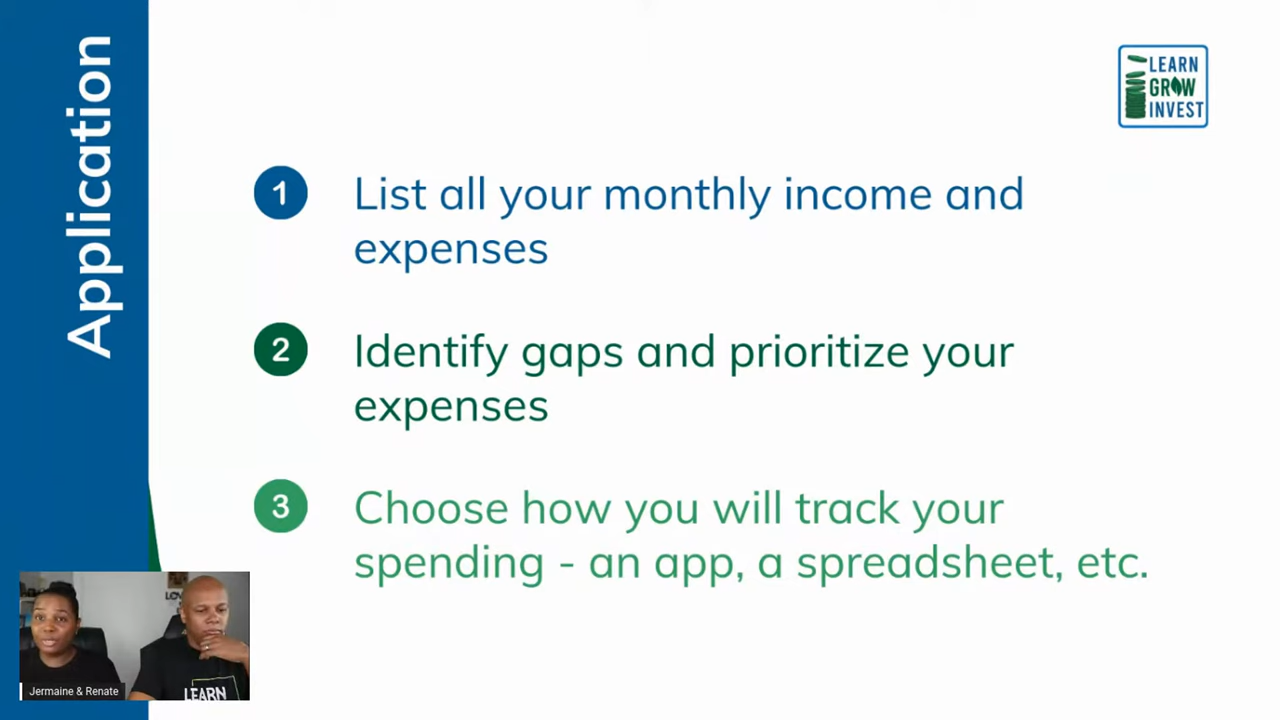 Application
LEARN
GROW
INVEST
1
List all your monthly income and
expenses
2
Identify gaps and prioritize your
expenses
3
Choose how you will track your
spending - an app, a spreadsheet, etc.
Jermaine & Renate
LEARN